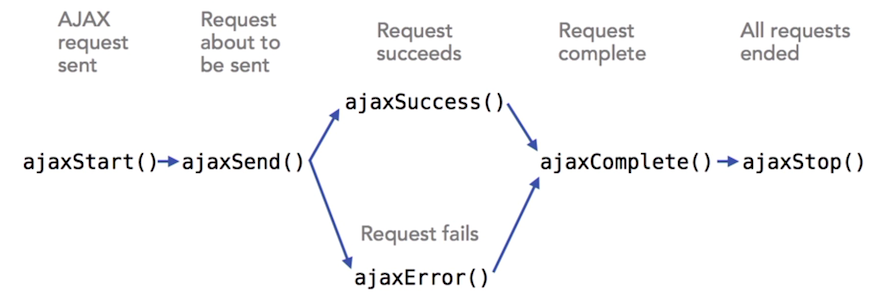 AJAX
request
sent
Request
about to
be sent
Request
succeeds
Request
complete
All requests
ended
ajaxSuccess()
ajaxStart()
ajaxSend()
ajaxComplete()
ajaxStop()
Request fails
ajaxError()